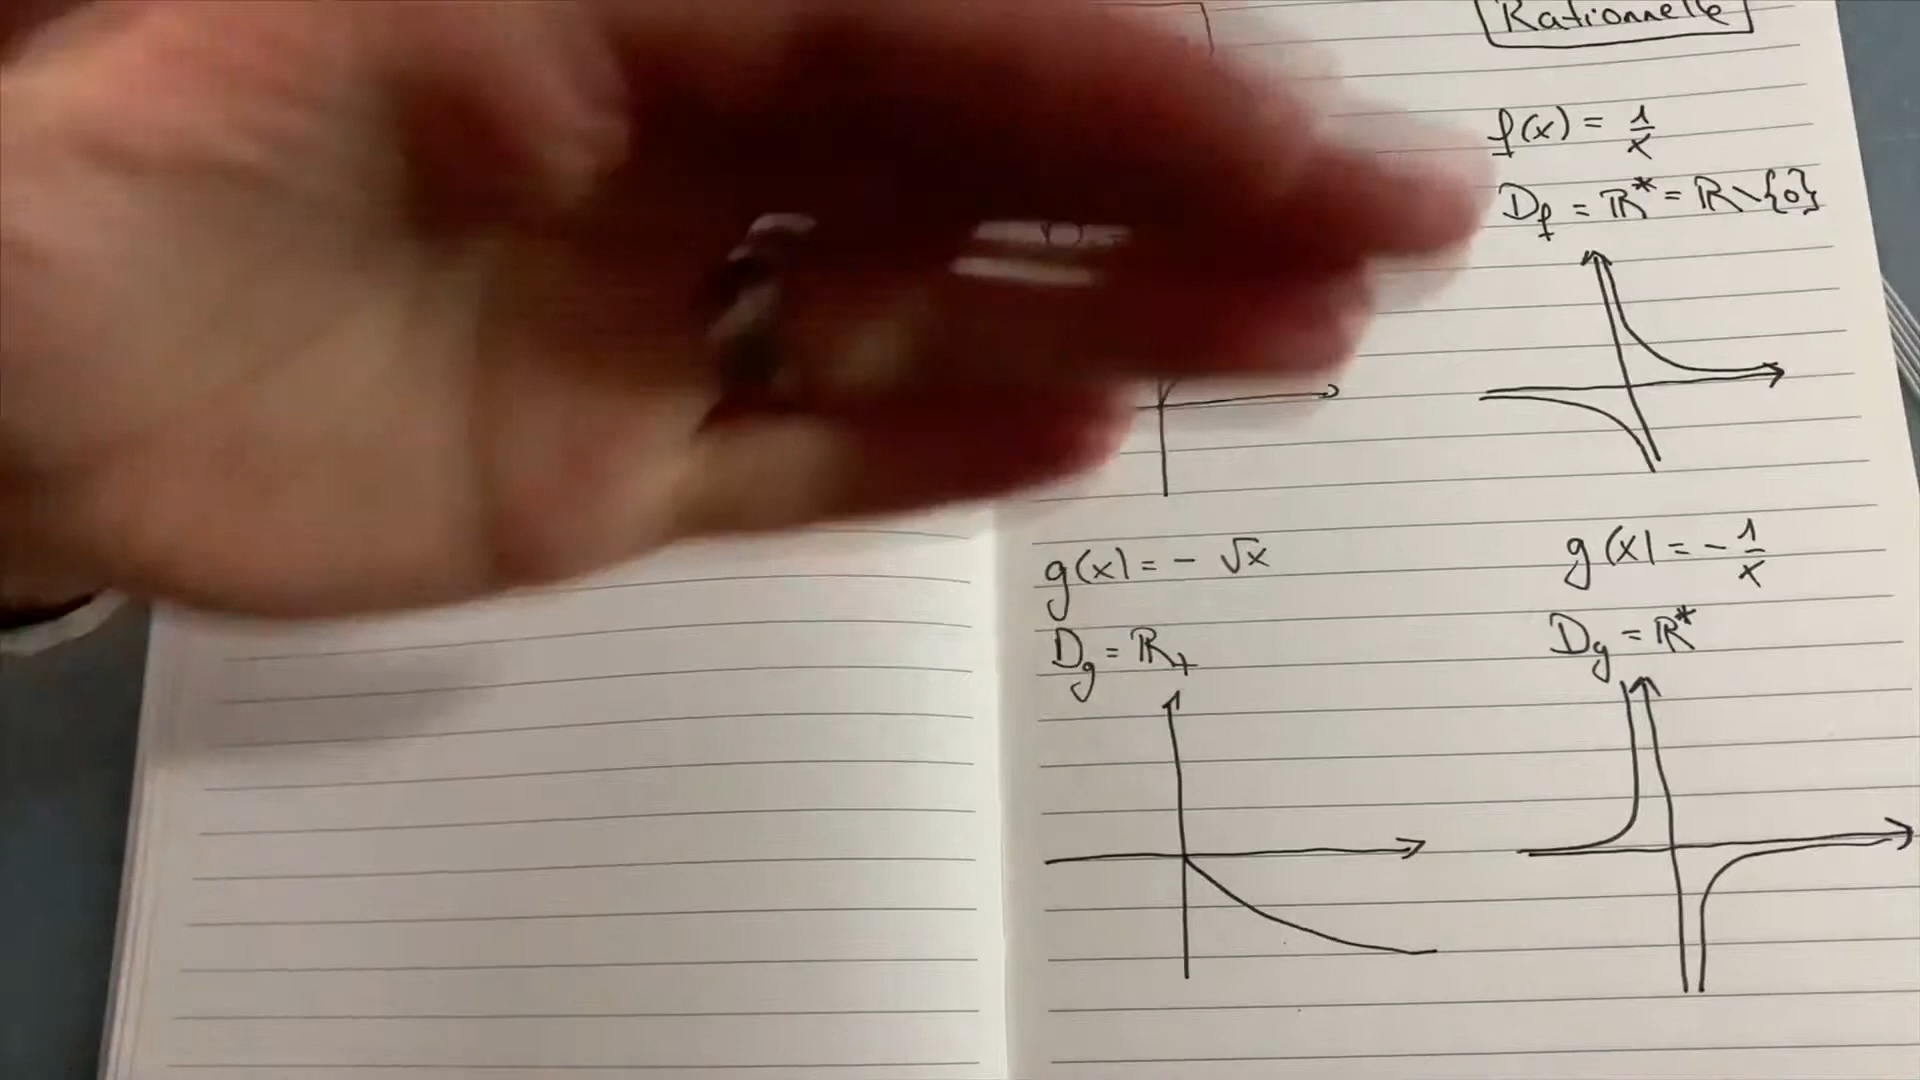 Rationnelle
f(x) = 1/x
Df = ℝ* = ℝ\{0}
g(x) = - √x
Dg = ℝ+
g(x) = - 1/x
Dg = ℝ*